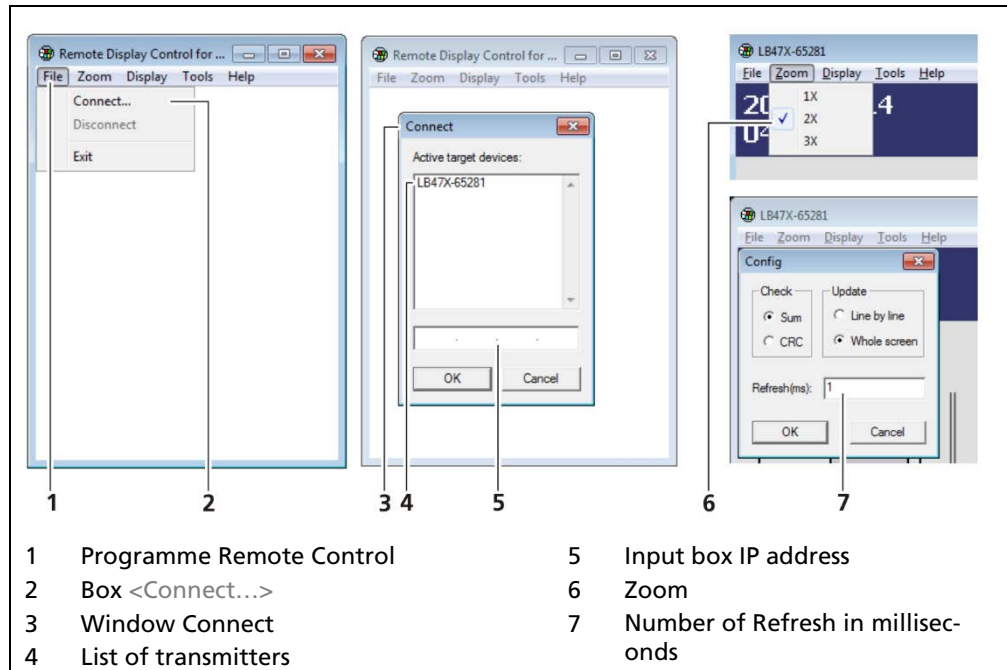 Remote Display Control for ...
File Zoom Display Tools Help
Connect...
Disconnect
Exit
Remote Display Control for ...
File Zoom Display Tools Help
Connect
Active target devices:
LB47X-65281
. . .
OK Cancel
LB47X-65281
File Zoom Display Tools Help
1X
2X
3X
LB47X-65281
File Zoom Display Tools Help
Config
Check Update
Sum Line by line
CRC Whole screen
Refresh(ms): 1
OK Cancel
1 2 3 4 5 6 7
1 Programme Remote Control
2 Box <Connect...>
3 Window Connect
4 List of transmitters
5 Input box IP address
6 Zoom
7 Number of Refresh in millisec-
onds